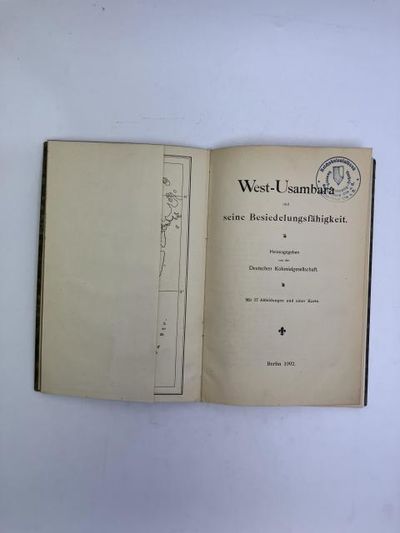 West-Usambara
und
seine Besiedelungsfähigkeit.
Herausgegeben
von der
Deutschen Kolonialgesellschaft.
Mit 27 Abbildungen und einer Karte.
Berlin 1902.